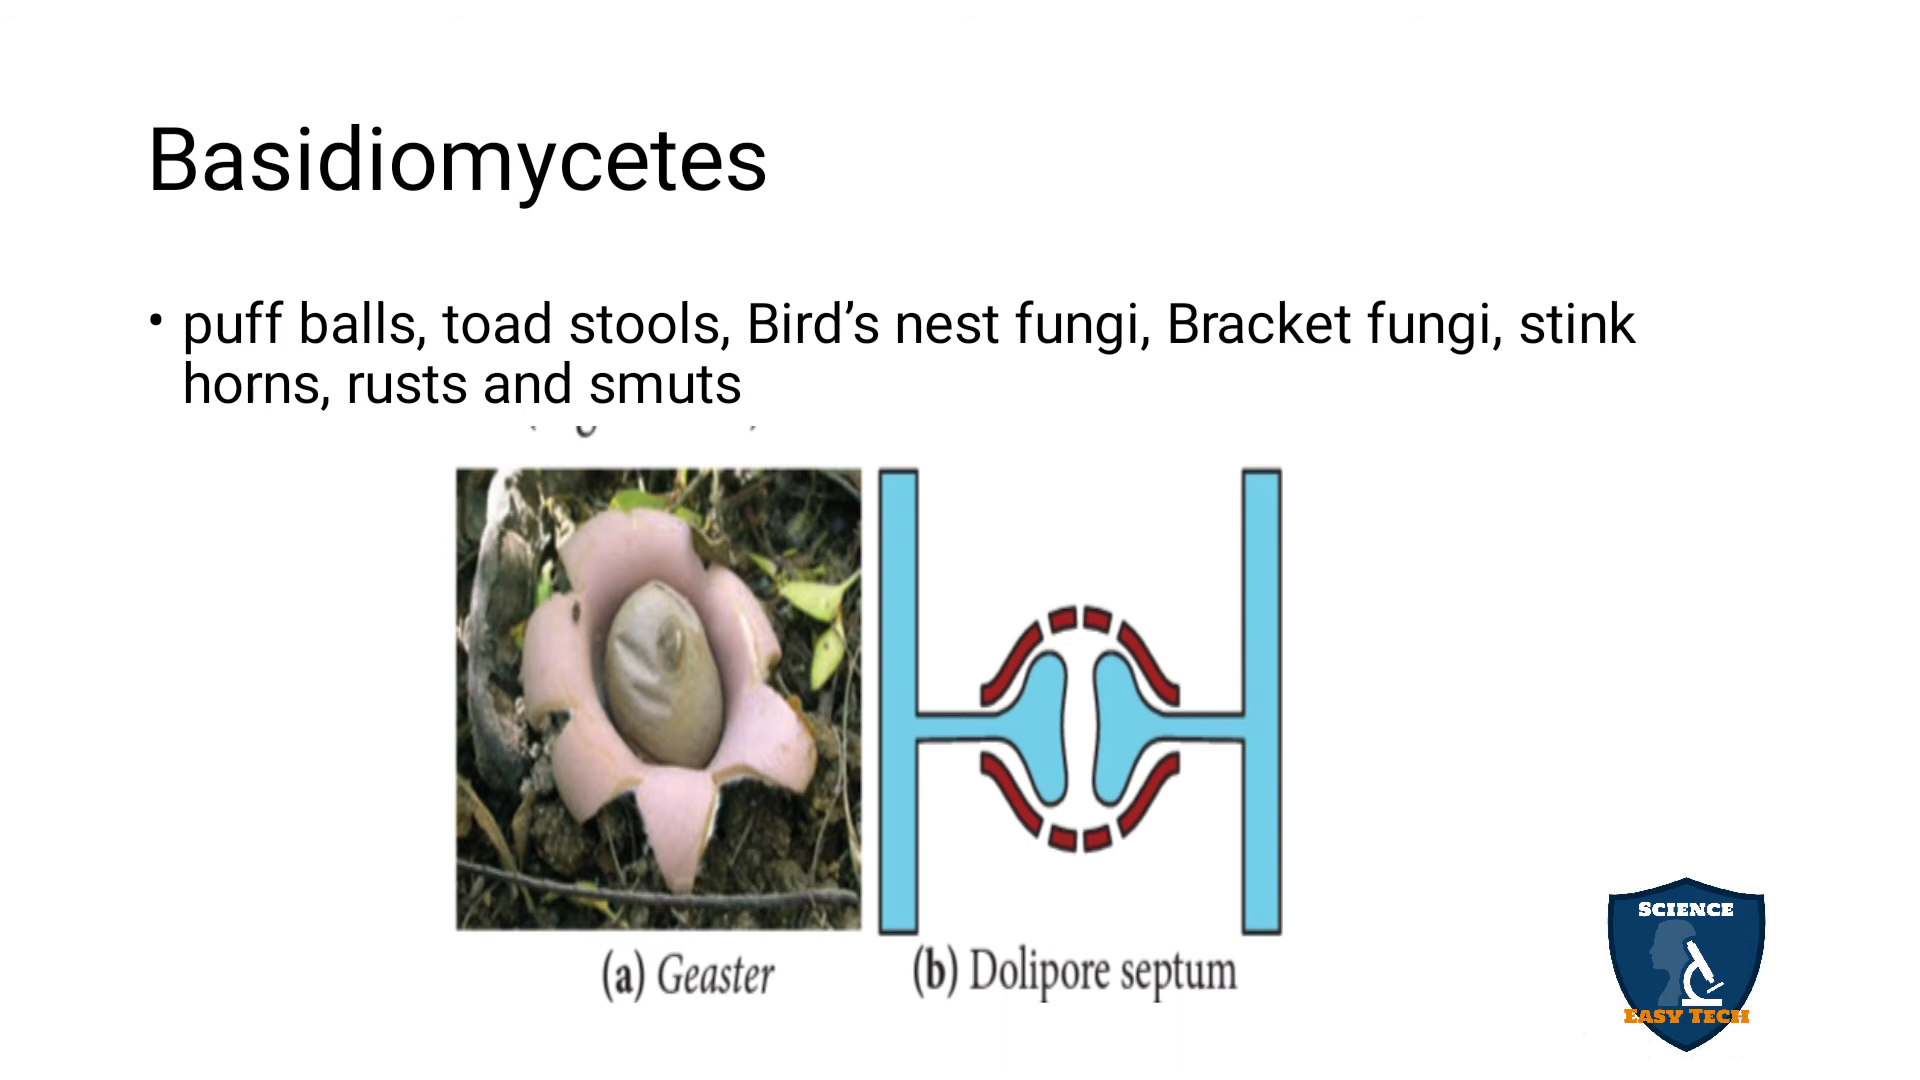 Basidiomycetes
• puff balls, toad stools, Bird’s nest fungi, Bracket fungi, stink
horns, rusts and smuts
(a) Geaster
(b) Dolipore septum
SCIENCE
EASY TECH